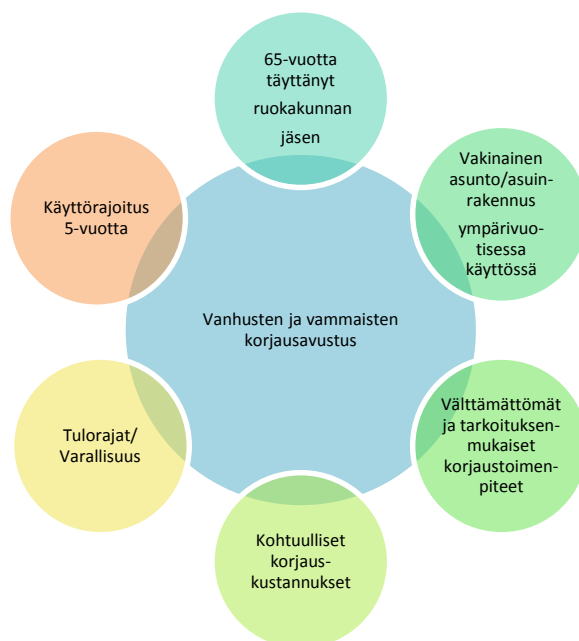 65-vuotta
täyttänyt
ruokakunnan
jäsen
Vakinainen
asunto/asuin-
rakennus
ympärivuo-
tisessa
käytössä
Välttämättömät
ja tarkoituksen-
mukaiset
korjaustoimen-
piteet
Kohtuulliset
korjaus-
kustannukset
Tulorajat/
Varallisuus
Käyttörajoitus
5-vuotta
Vanhusten ja vammaisten
korjausavustus